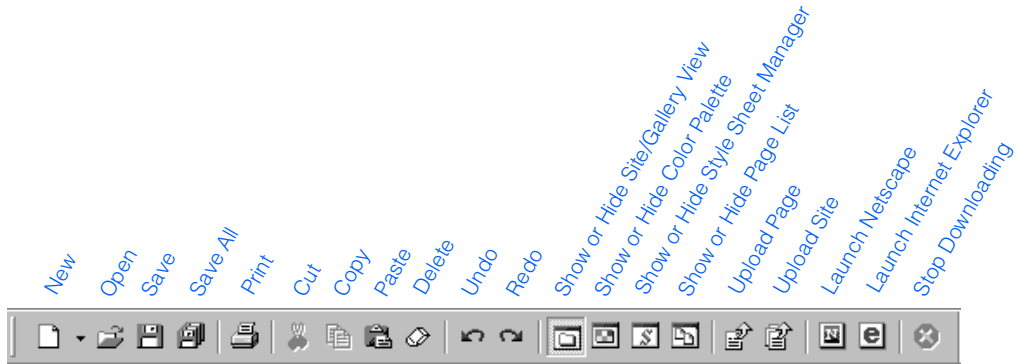 New
Open
Save
Save All
Print
Cut
Copy
Paste
Delete
Undo
Redo
Show or Hide Site/Gallery View
Show or Hide Color Palette
Show or Hide Style Sheet Manager
Show or Hide Page List
Upload Page
Upload Site
Launch Netscape
Launch Internet Explorer
Stop Downloading